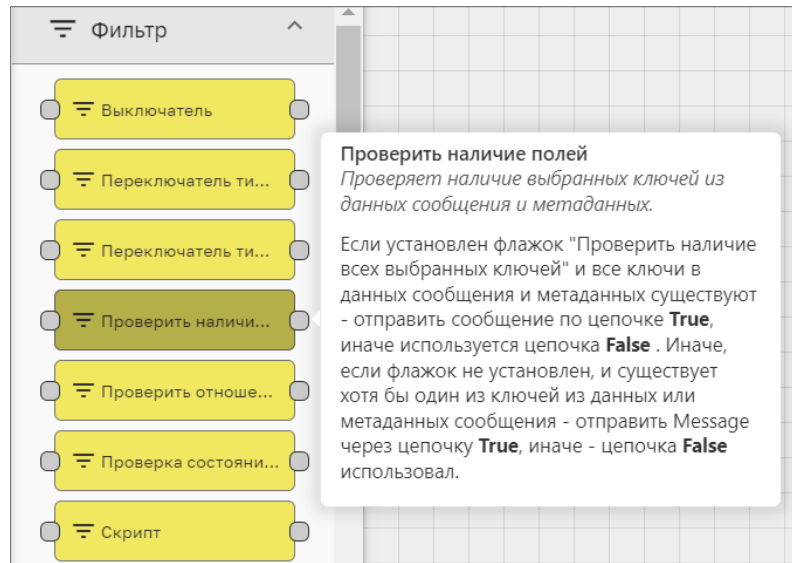 Фильтр
Выключатель
Переключатель ти...
Переключатель ти...
Проверить наличи...
Проверить отноше...
Проверка состояни...
Скрипт
Проверить наличие полей
Проверяет наличие выбранных ключей из
данных сообщения и метаданных.
Если установлен флажок "Проверить наличие
всех выбранных ключей" и все ключи в
данных сообщения и метаданных существуют
- отправить сообщение по цепочке True,
иначе используется цепочка False . Иначе,
если флажок не установлен, и существует
хотя бы один из ключей из данных или
метаданных сообщения - отправить Message
через цепочку True, иначе - цепочка False
использовал.